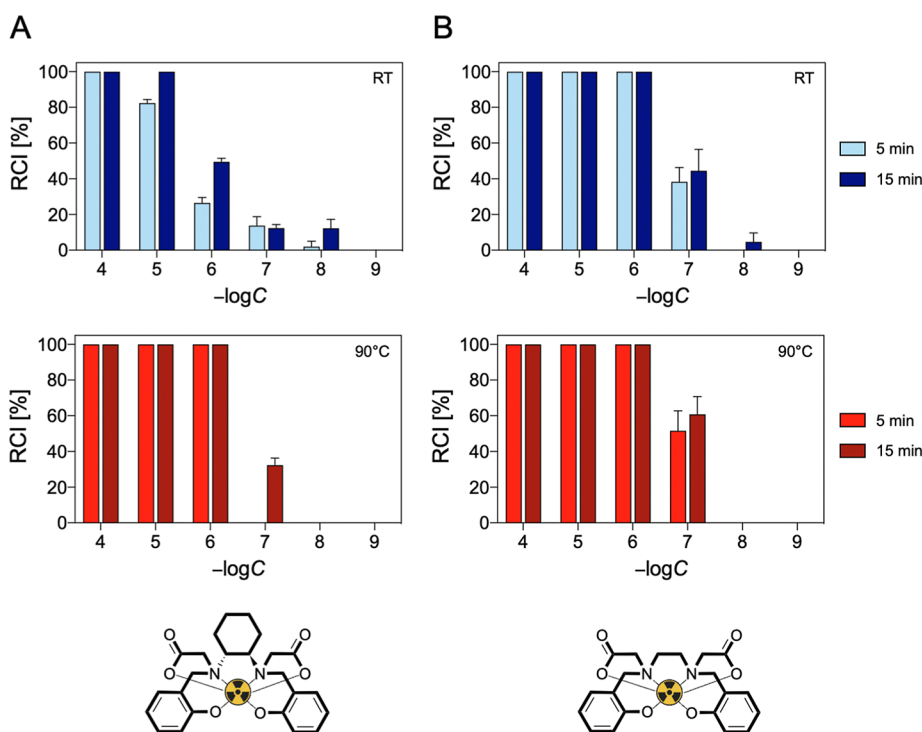 A
B
RCI [%]
100
80
60
40
20
0
RT
4 5 6 7 8 9
–logC
RCI [%]
100
80
60
40
20
0
RT
4 5 6 7 8 9
–logC
5 min
15 min
RCI [%]
100
80
60
40
20
0
90°C
4 5 6 7 8 9
–logC
RCI [%]
100
80
60
40
20
0
90°C
4 5 6 7 8 9
–logC
5 min
15 min
O O
O N N O
O O
O O
O N N O
O O